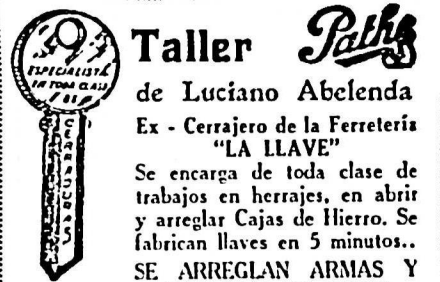 Taller Pathé
de Luciano Abelenda
Ex - Cerrajero de la Ferretería
"LA LLAVE"
Se encarga de toda clase de
trabajos en herrajes, en abrir
y arreglar Cajas de Hierro. Se
fabrican llaves en 5 minutos..
SE ARREGLAN ARMAS Y
ESPECIALISTA
EN TODA CLASE
DE
CERRADURAS